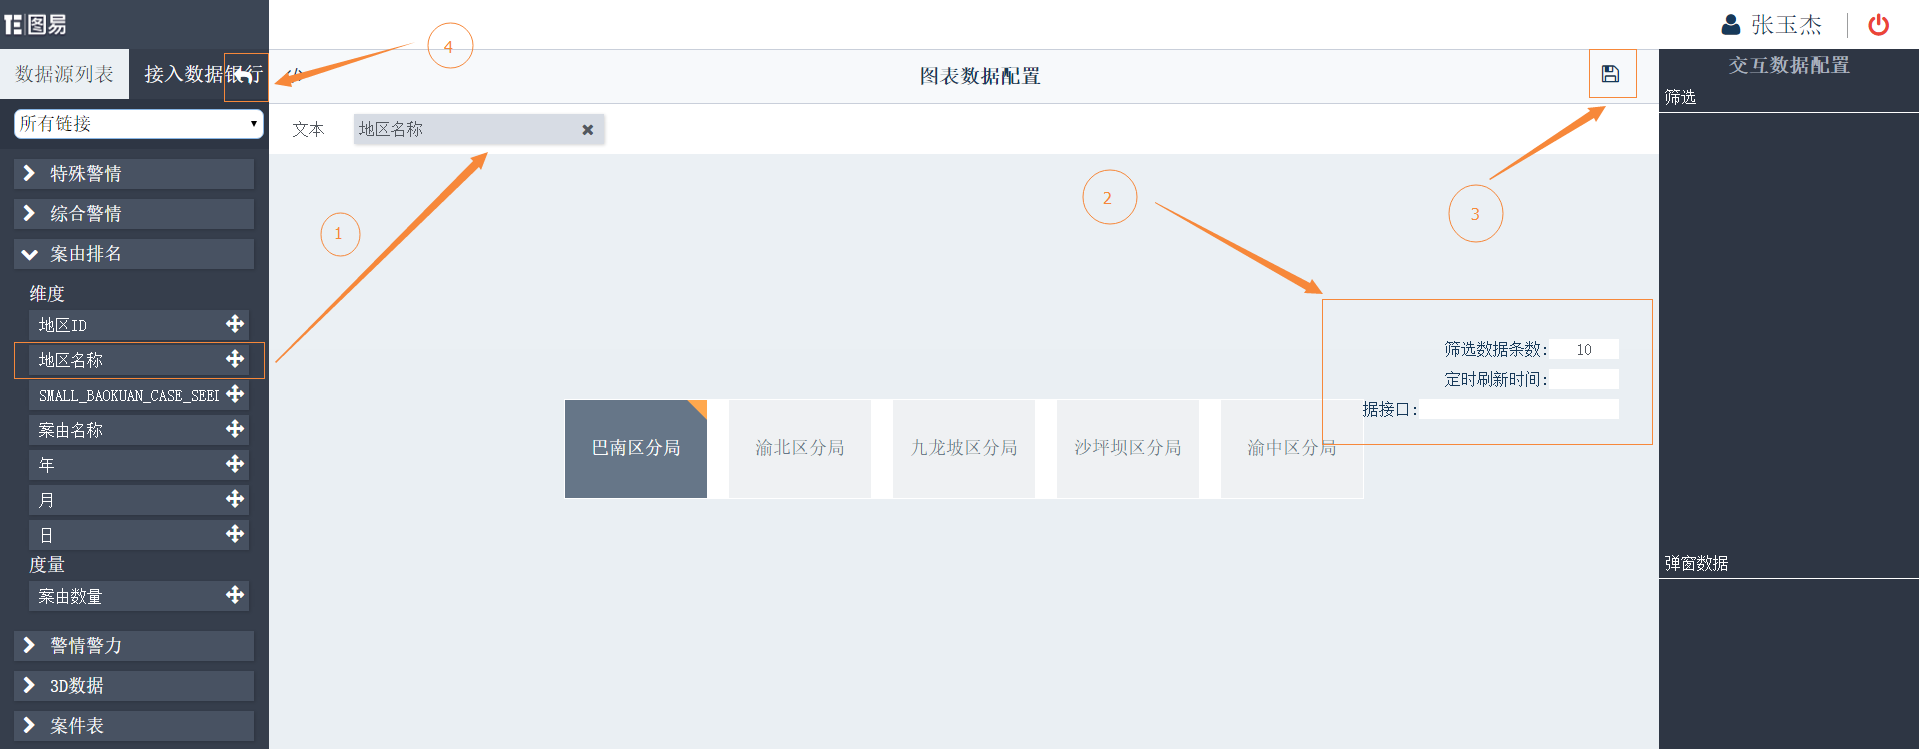 图易
张玉杰
数据源列表
接入数据银行
图表数据配置
交互数据配置
筛选
所有链接
文本
地区名称
特殊警情
综合警情
案由排名
维度
地区ID
地区名称
SMALL_BAOKUAN_CASE_SEEI
案由名称
年
月
日
度量
案由数量
警情警力
3D数据
案件表
1
2
3
4
筛选数据条数: 10
定时刷新时间:
据接口:
巴南区分局
渝北区分局
九龙坡区分局
沙坪坝区分局
渝中区分局
弹窗数据